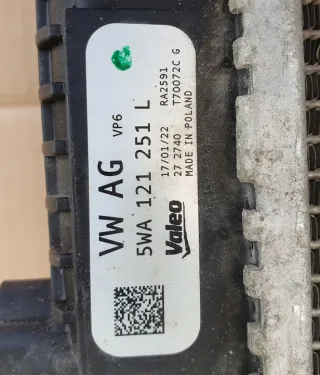 VW AG VP6
5WA 121 251 L
17/01/22 RA2591
27 2740 T70072C G
MADE IN POLAND
Valeo